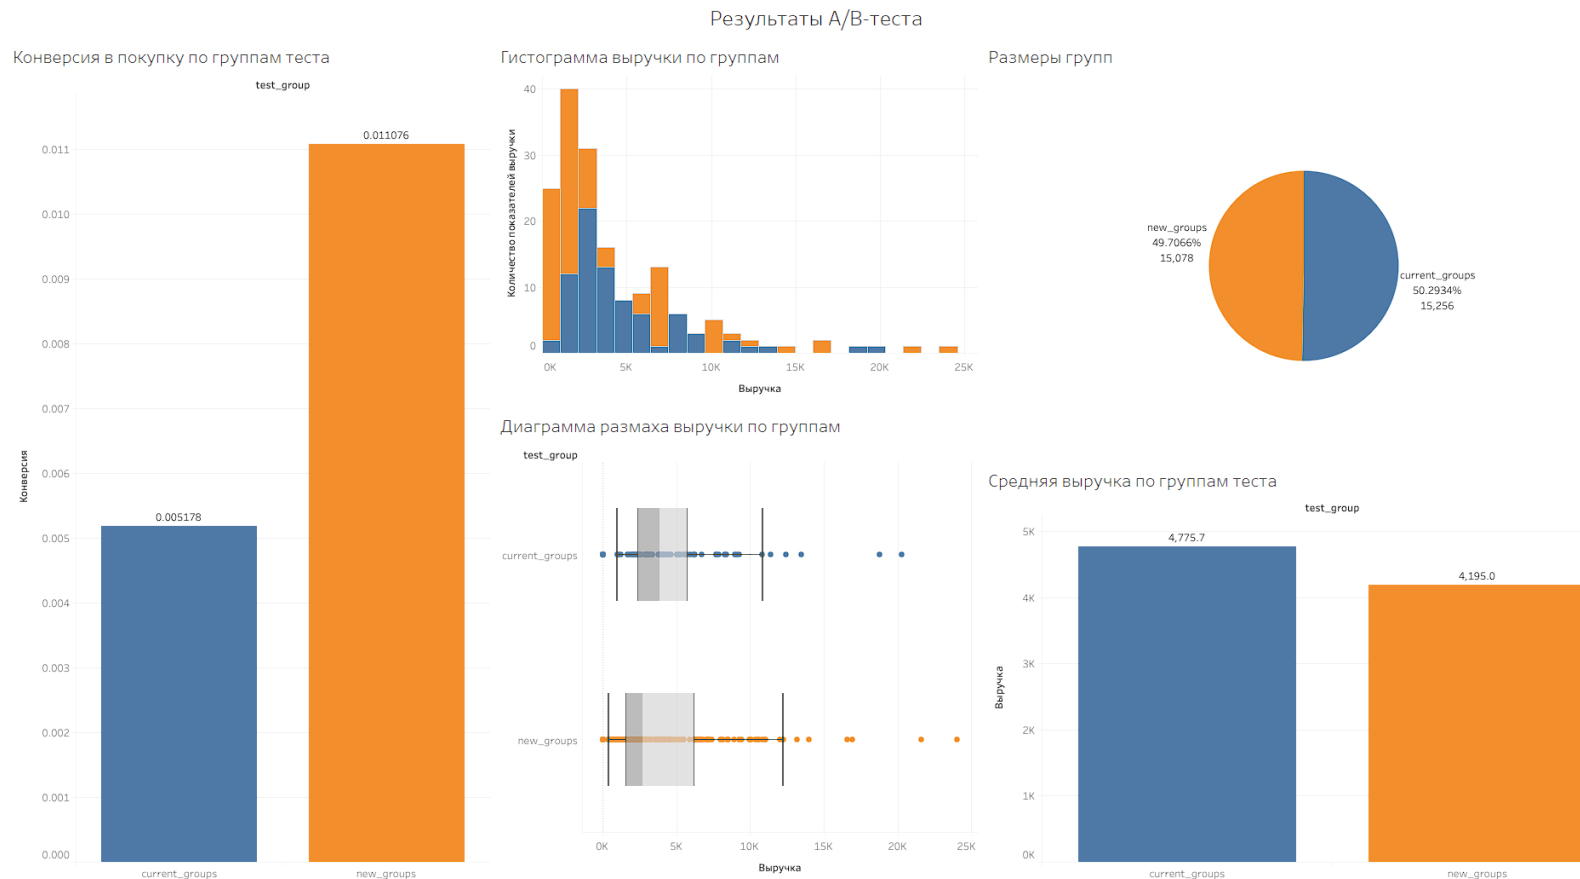 Результаты A/B-теста
Конверсия в покупку по группам теста
test_group
0.011076
0.005178
0.011
0.010
0.009
0.008
0.007
0.006
0.005
0.004
0.003
0.002
0.001
0.000
Конверсия
current_groups
new_groups
Гистограмма выручки по группам
Количество показателей выручки
40
30
20
10
0
0K
5K
10K
15K
20K
25K
Выручка
Диаграмма размаха выручки по группам
test_group
current_groups
new_groups
0K
5K
10K
15K
20K
25K
Выручка
Размеры групп
new_groups
49.7066%
15,078
current_groups
50.2934%
15,256
Средняя выручка по группам теста
test_group
4,775.7
4,195.0
5K
4K
3K
2K
1K
0K
Выручка
current_groups
new_groups